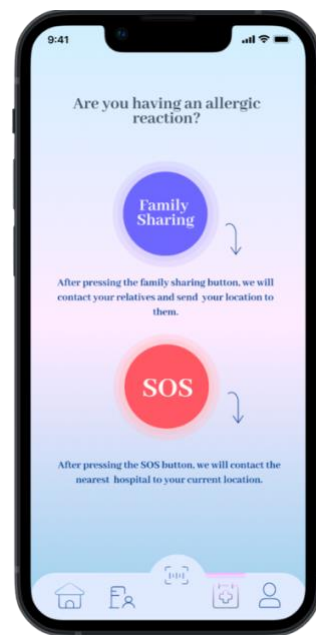 9:41
Are you having an allergic
reaction?
Family
Sharing
After pressing the family sharing button, we will
contact your relatives and send your location to
them.
SOS
After pressing the SOS button, we will contact the
nearest hospital to your current location.